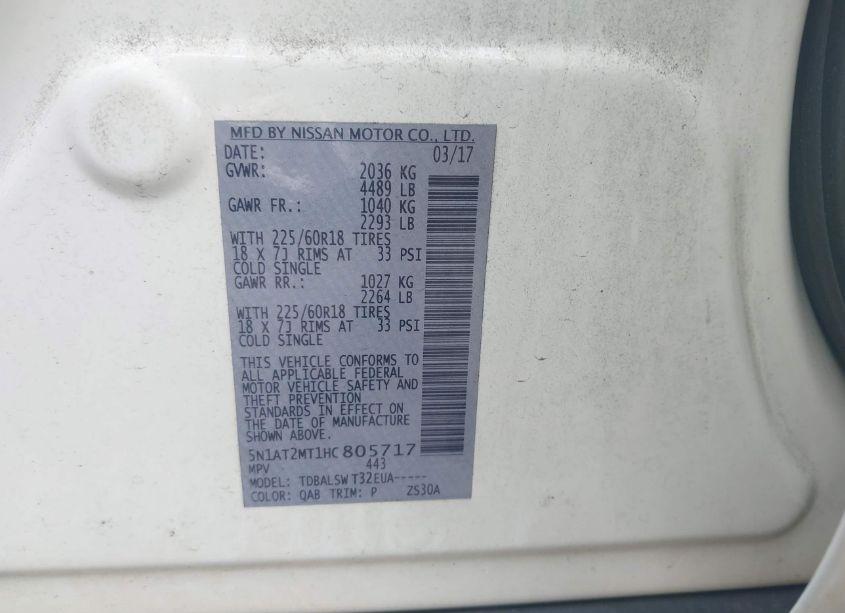 MFD BY NISSAN MOTOR CO., LTD.
DATE: 03/17
GVWR: 2036 KG
4489 LB
GAWR FR.: 1040 KG
2293 LB
WITH 225/60R18 TIRES
18 X 7J RIMS AT 33 PSI
COLD SINGLE
GAWR RR.: 1027 KG
2264 LB
WITH 225/60R18 TIRES
18 X 7J RIMS AT 33 PSI
COLD SINGLE
THIS VEHICLE CONFORMS TO
ALL APPLICABLE FEDERAL
MOTOR VEHICLE SAFETY AND
THEFT PREVENTION
STANDARDS IN EFFECT ON
THE DATE OF MANUFACTURE
SHOWN ABOVE.
5N1AT2MT1HC805717
MPV 443
MODEL: TDBALSW T32EUA-----
COLOR: QAB TRIM: P ZS30A